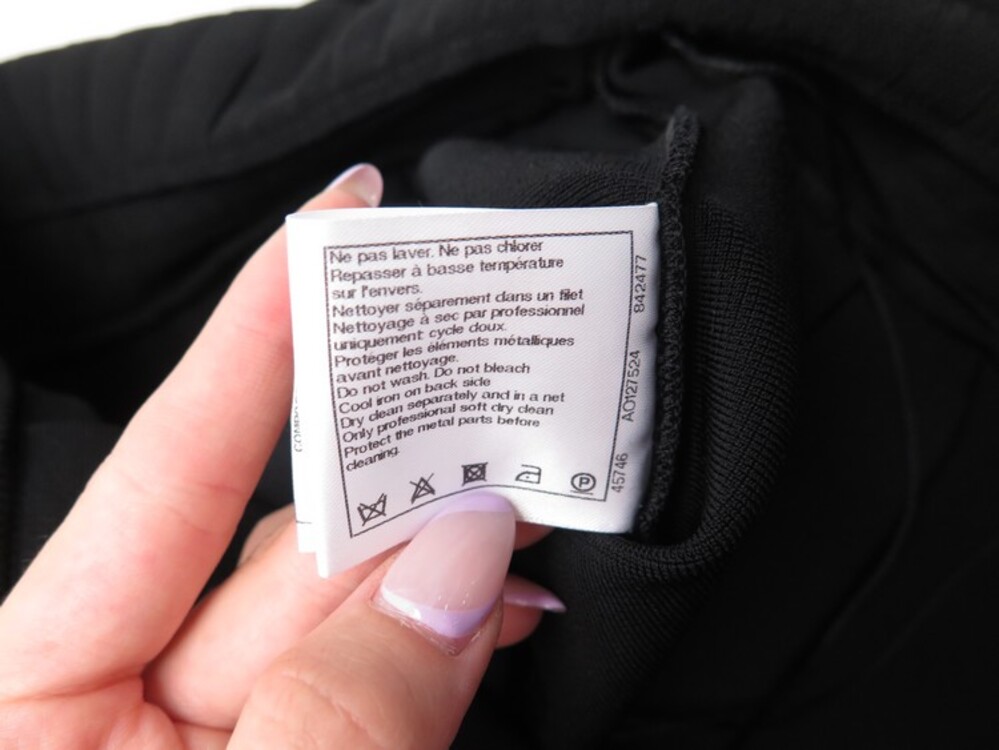 Ne pas laver. Ne pas chlorer
Repasser à basse température
sur l'envers.
Nettoyer séparement dans un filet
Nettoyage à sec par professionnel
uniquement cycle doux.
Protéger les éléments métalliques
avant nettoyage.
Do not wash. Do not bleach
Cool iron on back side
Dry clean separately and in a net
Only professional soft dry clean
Protect the metal parts before
cleaning.
P
45746 AO127524 842477